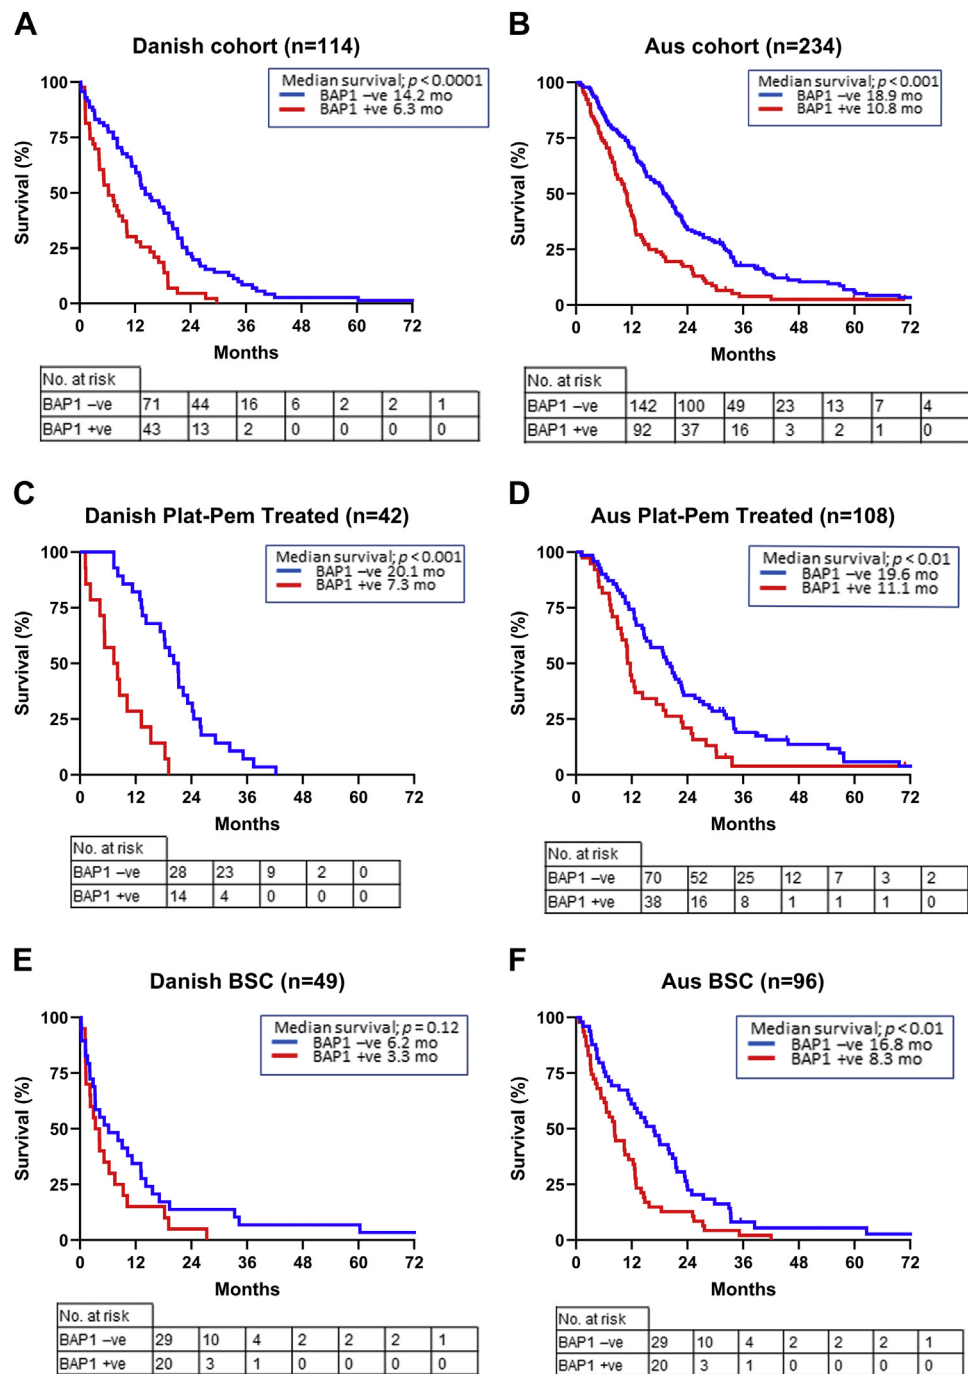 A
Danish cohort (n=114)
Median survival; p<0.0001
BAP1 –ve 14.2 mo
BAP1 +ve 6.3 mo
Survival (%)
100
75
50
25
0
0 12 24 36 48 60 72
Months
No. at risk
BAP1 –ve 71 44 16 6 2 2 1
BAP1 +ve 43 13 2 0 0 0 0
B
Aus cohort (n=234)
Median survival; p<0.001
BAP1 –ve 18.9 mo
BAP1 +ve 10.8 mo
Survival (%)
100
75
50
25
0
0 12 24 36 48 60 72
Months
No. at risk
BAP1 –ve 142 100 49 23 13 7 4
BAP1 +ve 92 37 16 3 2 1 0
C
Danish Plat-Pem Treated (n=42)
Median survival; p<0.001
BAP1 –ve 20.1 mo
BAP1 +ve 7.3 mo
Survival (%)
100
75
50
25
0
0 12 24 36 48 60 72
Months
No. at risk
BAP1 –ve 28 23 9 2 0
BAP1 +ve 14 4 0 0 0
D
Aus Plat-Pem Treated (n=108)
Median survival; p<0.01
BAP1 –ve 19.6 mo
BAP1 +ve 11.1 mo
Survival (%)
100
75
50
25
0
0 12 24 36 48 60 72
Months
No. at risk
BAP1 –ve 70 52 25 12 7 3 2
BAP1 +ve 38 16 8 1 1 1 0
E
Danish BSC (n=49)
Median survival; p=0.12
BAP1 –ve 6.2 mo
BAP1 +ve 3.3 mo
Survival (%)
100
75
50
25
0
0 12 24 36 48 60 72
Months
No. at risk
BAP1 –ve 29 10 4 2 2 2 1
BAP1 +ve 20 3 1 0 0 0 0
F
Aus BSC (n=96)
Median survival; p<0.01
BAP1 –ve 16.8 mo
BAP1 +ve 8.3 mo
Survival (%)
100
75
50
25
0
0 12 24 36 48 60 72
Months
No. at risk
BAP1 –ve 29 10 4 2 2 2 1
BAP1 +ve 20 3 1 0 0 0 0